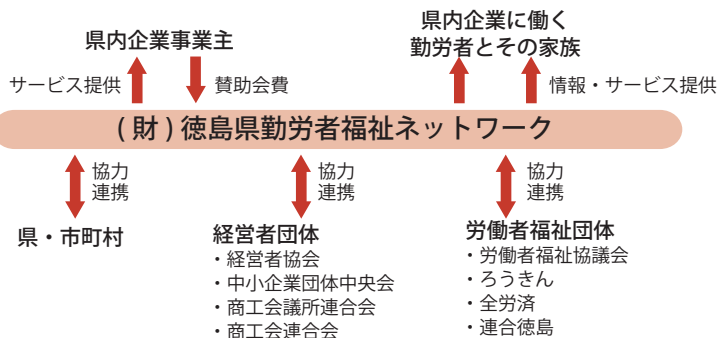 県内企業事業主
県内企業に働く
勤労者とその家族
サービス提供
賛助会費
情報・サービス提供
(財)徳島県勤労者福祉ネットワーク
協力
連携
協力
連携
協力
連携
県・市町村
経営者団体
・経営者協会
・中小企業団体中央会
・商工会議所連合会
・商工会連合会
労働者福祉団体
・労働者福祉協議会
・ろうきん
・全労済
・連合徳島